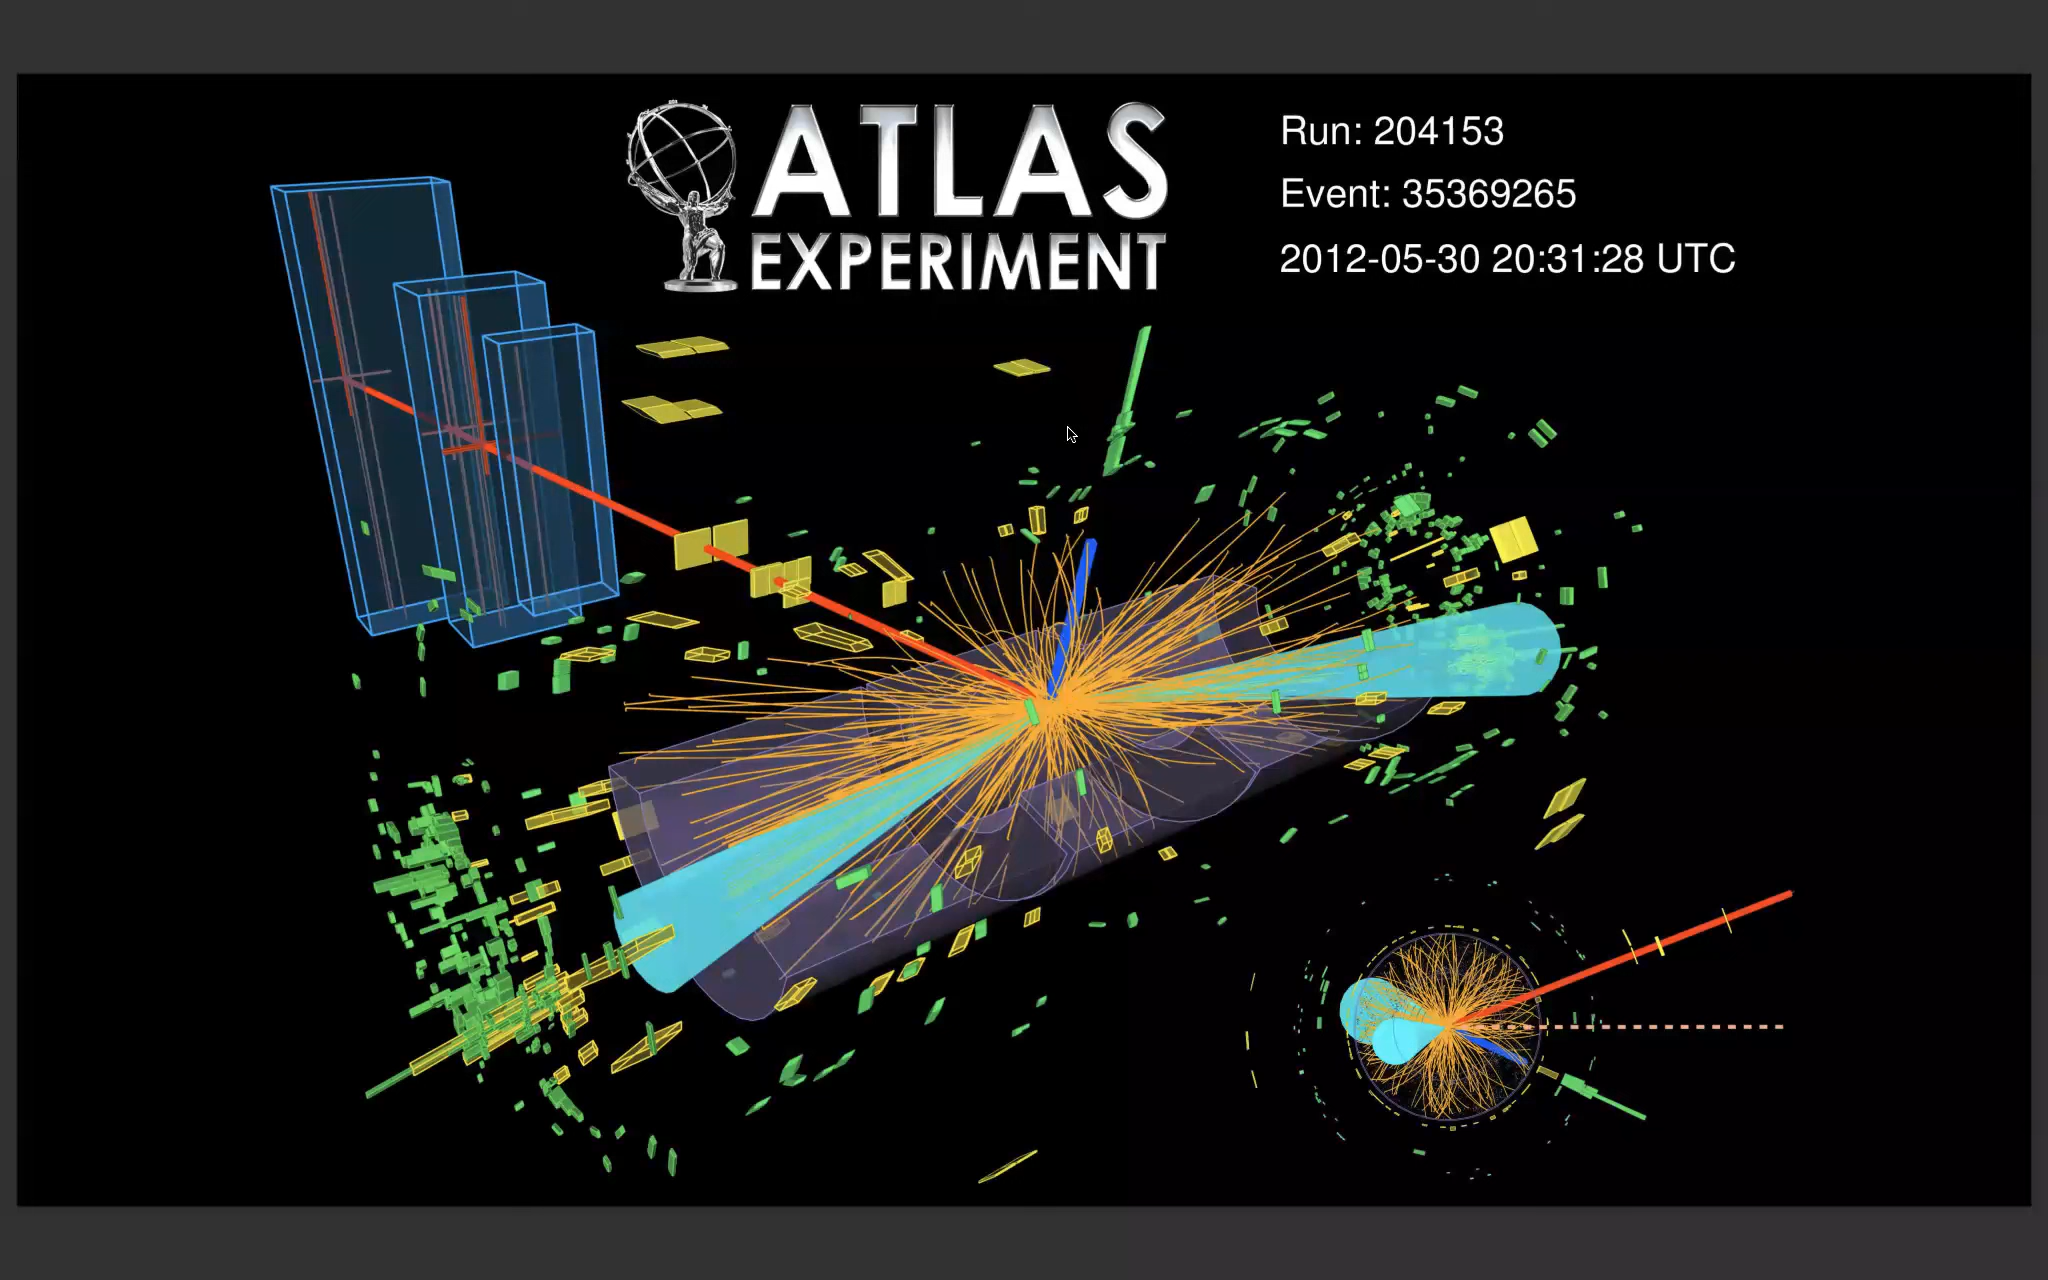 ATLAS
EXPERIMENT
Run: 204153
Event: 35369265
2012-05-30 20:31:28 UTC